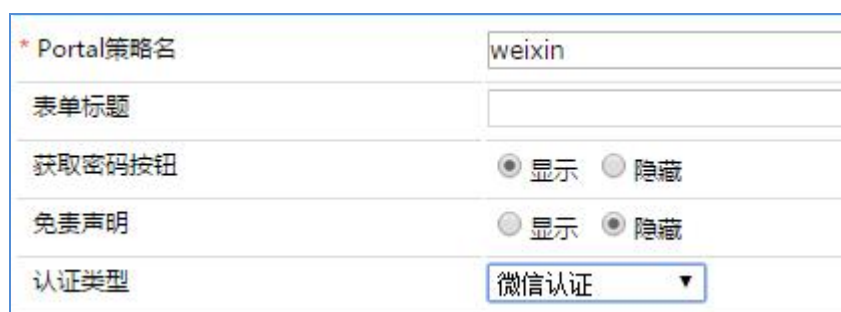 * Portal策略名 weixin
表单标题
获取密码按钮 显示 隐藏
免责声明 显示 隐藏
认证类型 微信认证